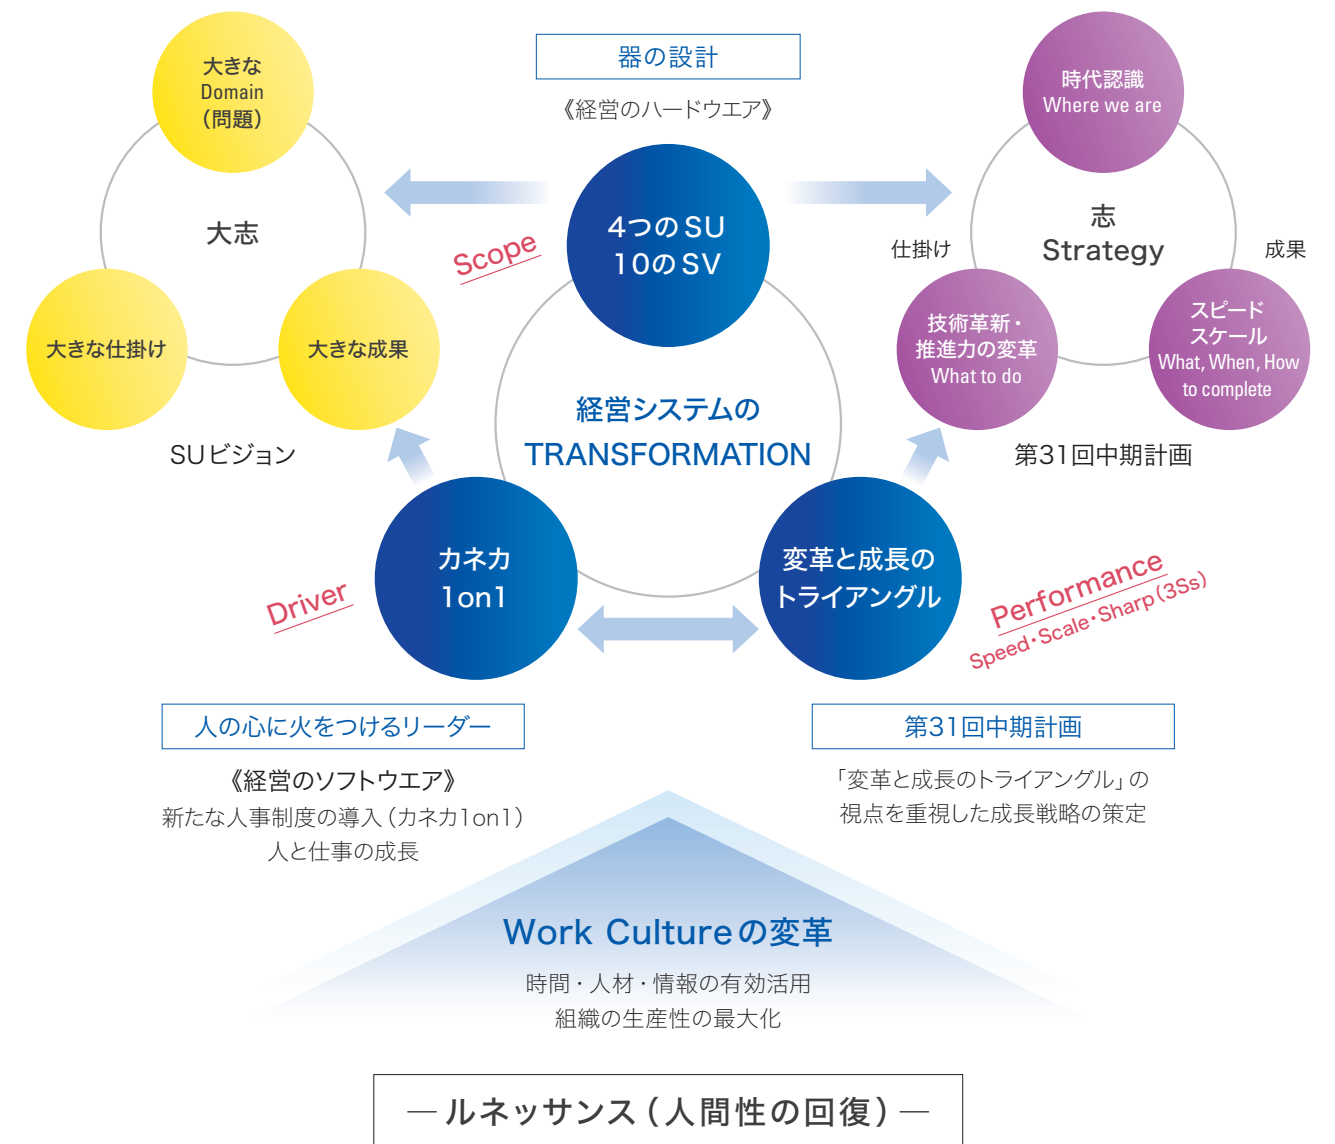 大きな
Domain
（問題）
大志
大きな仕掛け
大きな成果
SUビジョン
器の設計
《経営のハードウエア》
4つのSU
10のSV
Scope
経営システムの
TRANSFORMATION
カネカ
1on1
Driver
変革と成長の
トライアングル
Performance
Speed・Scale・Sharp（3Ss）
時代認識
Where we are
志
Strategy
仕掛け
成果
技術革新・
推進力の変革
What to do
スピード
スケール
What, When, How
to complete
第31回中期計画
人の心に火をつけるリーダー
《経営のソフトウエア》
新たな人事制度の導入（カネカ1on1）
人と仕事の成長
第31回中期計画
「変革と成長のトライアングル」の
視点を重視した成長戦略の策定
Work Cultureの変革
時間・人材・情報の有効活用
組織の生産性の最大化
― ルネッサンス（人間性の回復）―